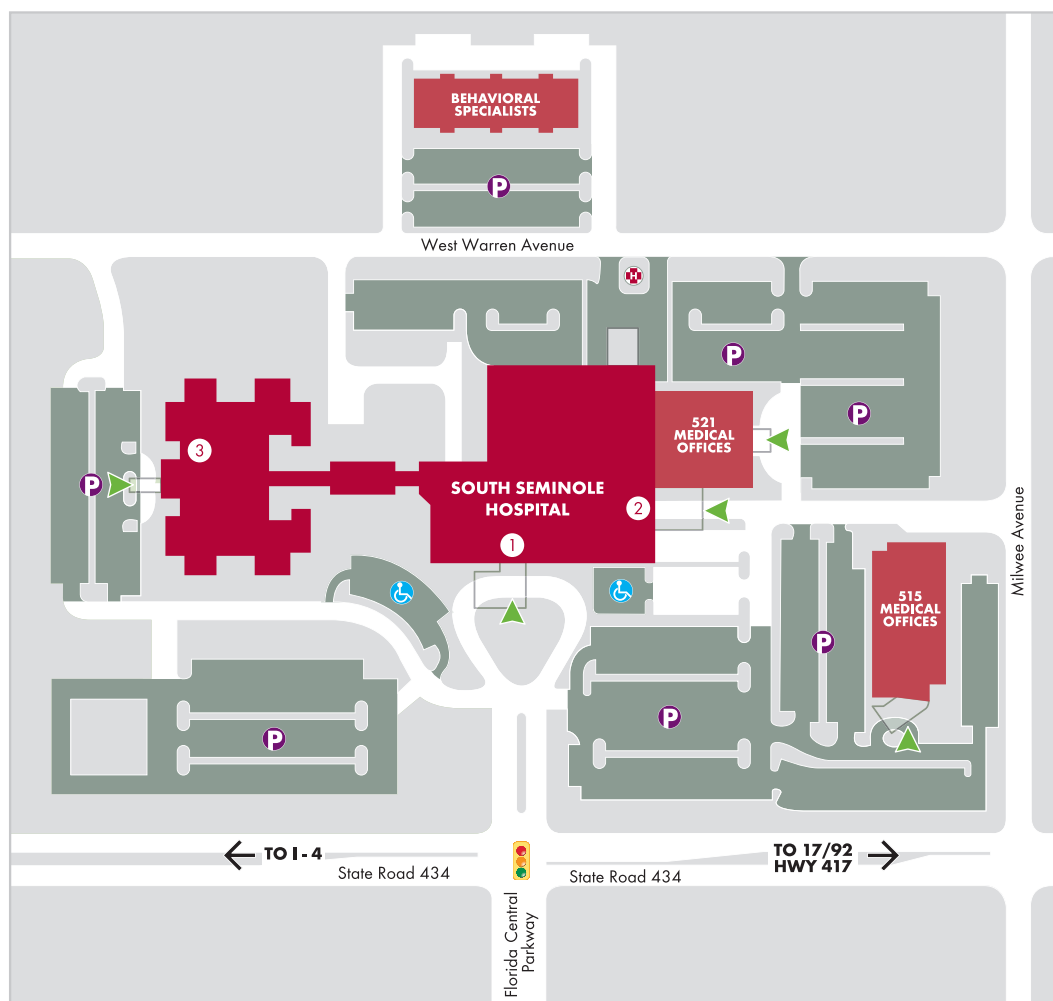 BEHAVIORAL
SPECIALISTS
P
West Warren Avenue
H
P
521
MEDICAL
OFFICES
P
3
P
SOUTH SEMINOLE
HOSPITAL
2
1
Milwee Avenue
515
MEDICAL
OFFICES
P
P
P
TO I - 4
State Road 434
State Road 434
TO 17/92
HWY 417
Florida Central
Parkway